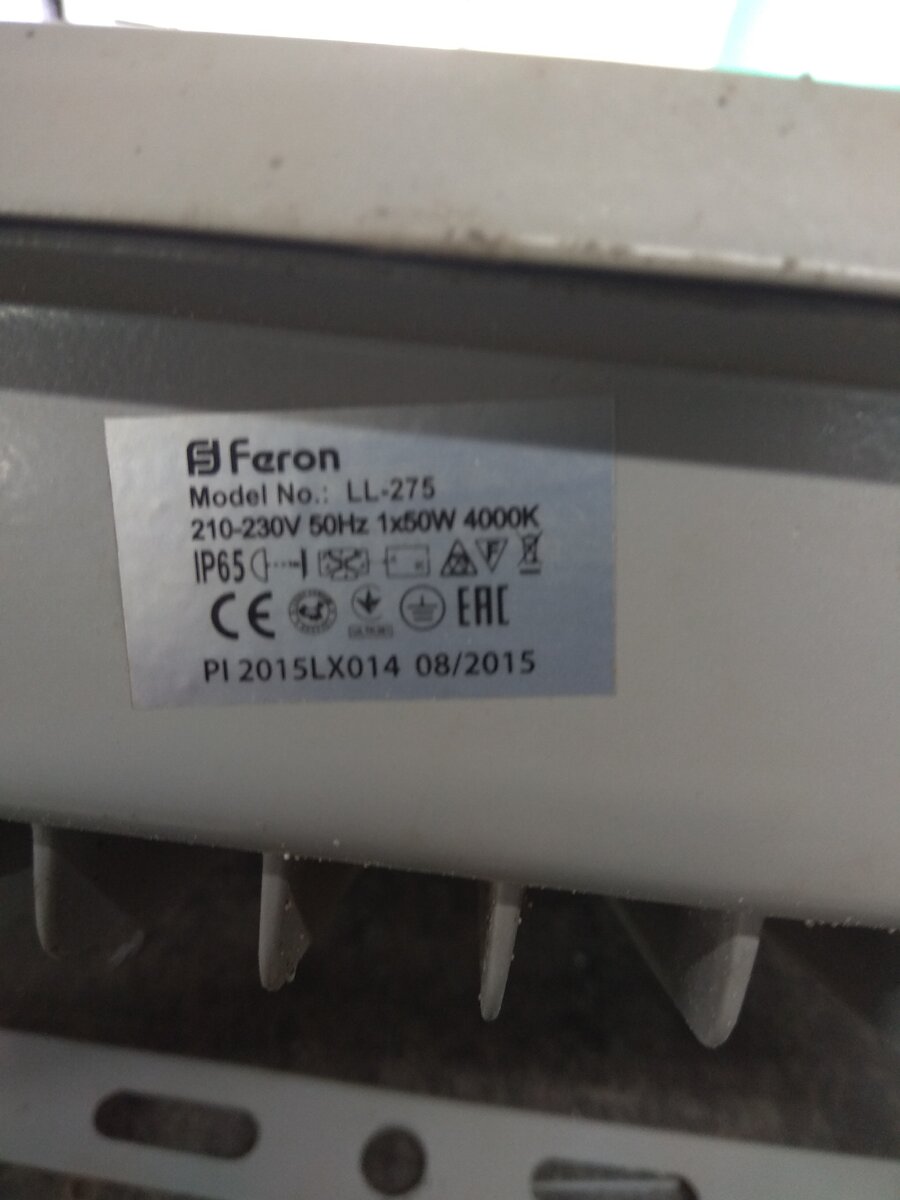 Feron
Model No.: LL-275
210-230V 50Hz 1x50W 4000K
IP65 F
CE EAC
PI 2015LX014 08/2015